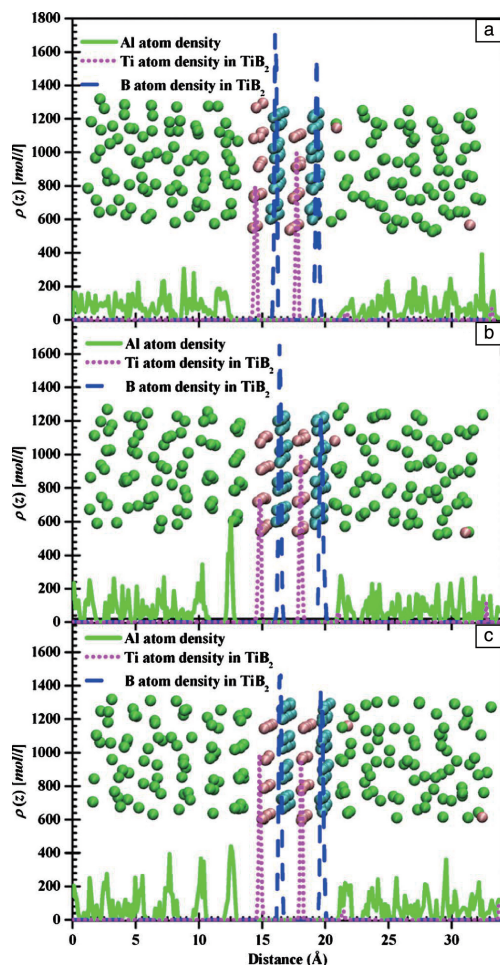 a
1800
1600
1400
1200
1000
800
600
400
200
0
ρ (z) [mol/l]
Al atom density
Ti atom density in TiB2
B atom density in TiB2
b
1600
1400
1200
1000
800
600
400
200
0
ρ (z) [mol/l]
Al atom density
Ti atom density in TiB2
B atom density in TiB2
c
1600
1400
1200
1000
800
600
400
200
0
ρ (z) [mol/l]
Al atom density
Ti atom density in TiB2
B atom density in TiB2
0 5 10 15 20 25 30
Distance (Å)